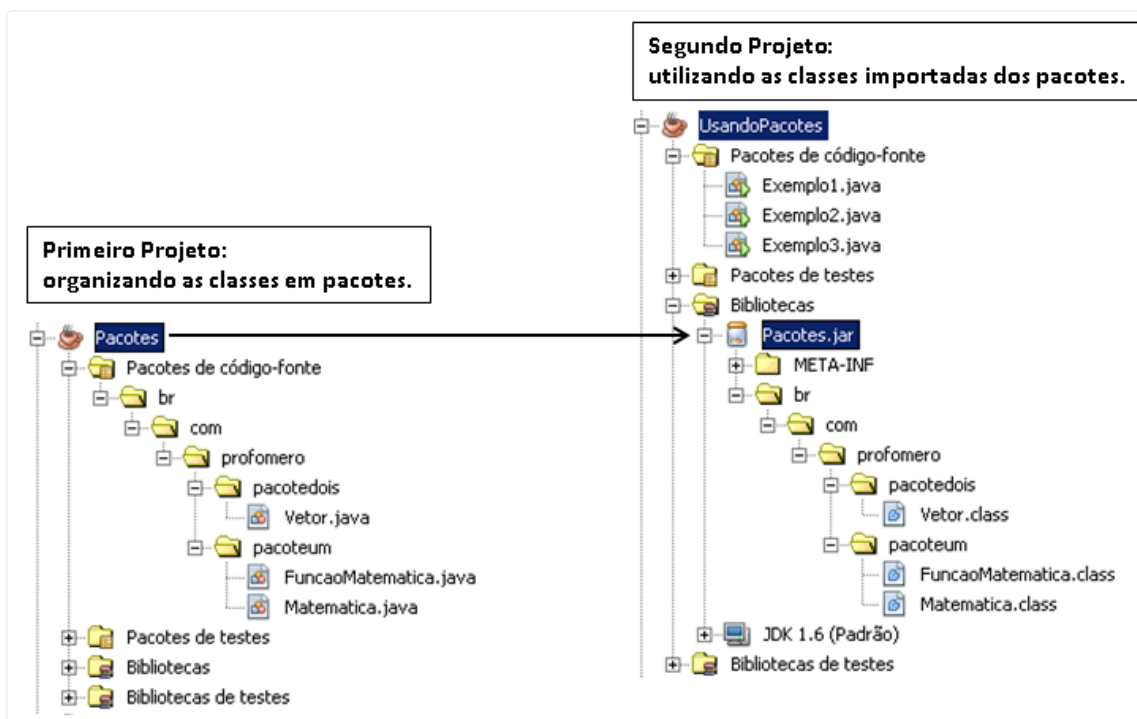 Segundo Projeto:
utilizando as classes importadas dos pacotes.
UsandoPacotes
Pacotes de código-fonte
Exemplo1.java
Exemplo2.java
Exemplo3.java
Pacotes de testes
Bibliotecas
Pacotes.jar
META-INF
br
com
profomero
pacotedois
Vetor.class
pacoteum
FuncaoMatematica.class
Matematica.class
JDK 1.6 (Padrão)
Bibliotecas de testes
Primeiro Projeto:
organizando as classes em pacotes.
Pacotes
Pacotes de código-fonte
br
com
profomero
pacotedois
Vetor.java
pacoteum
FuncaoMatematica.java
Matematica.java
Pacotes de testes
Bibliotecas
Bibliotecas de testes